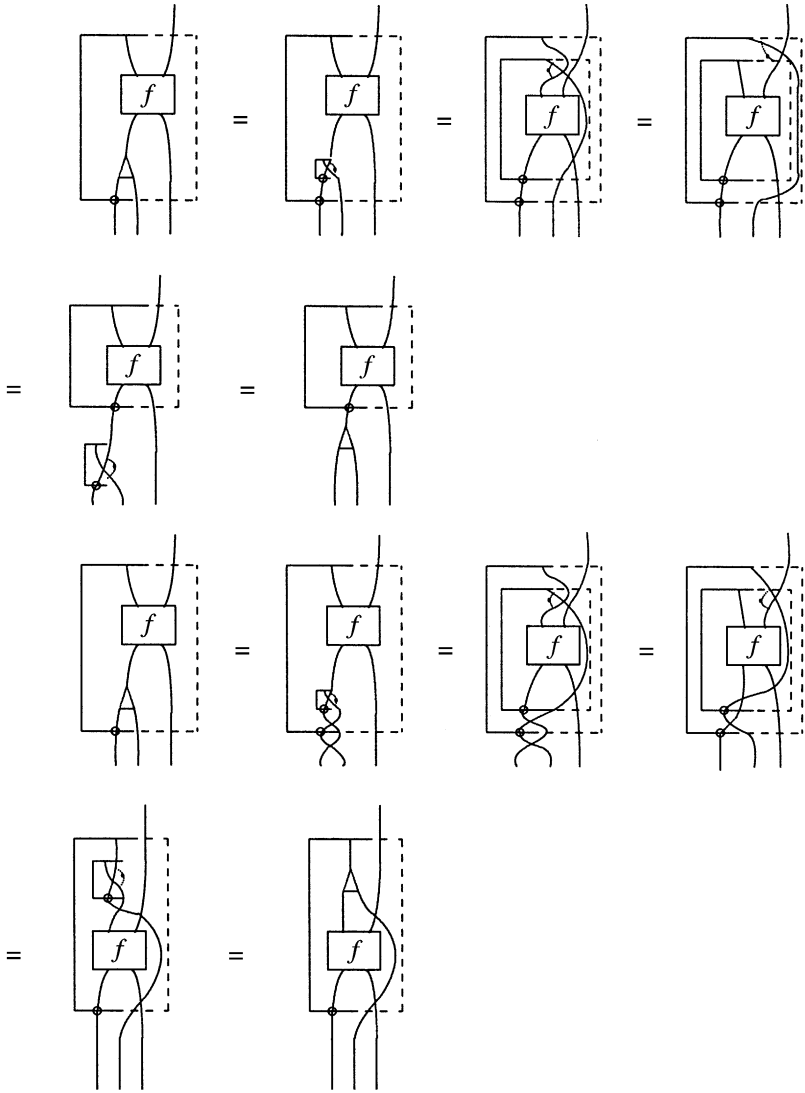 f = f = f = f
= f = f
f = f = f = f
= f = f